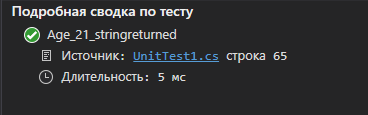 Подробная сводка по тесту
Age_21_stringreturned
Источник: UnitTest1.cs строка 65
Длительность: 5 мс